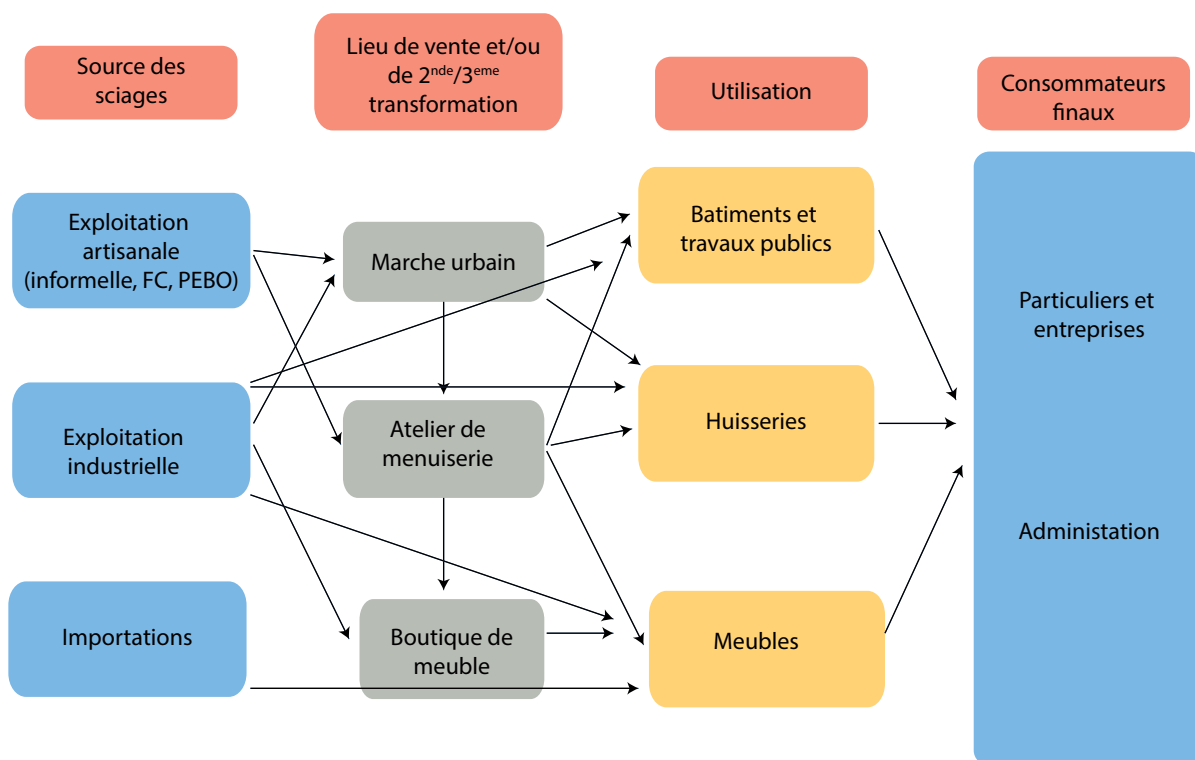 Source des
sciages
Lieu de vente et/ou
de 2nde/3eme
transformation
Utilisation
Consommateurs
finaux
Exploitation
artisanale
(informelle, FC, PEBO)
Marche urbain
Batiments et
travaux publics
Particuliers et
entreprises
Exploitation
industrielle
Atelier de
menuiserie
Huisseries
Administation
Importations
Boutique de
meuble
Meubles